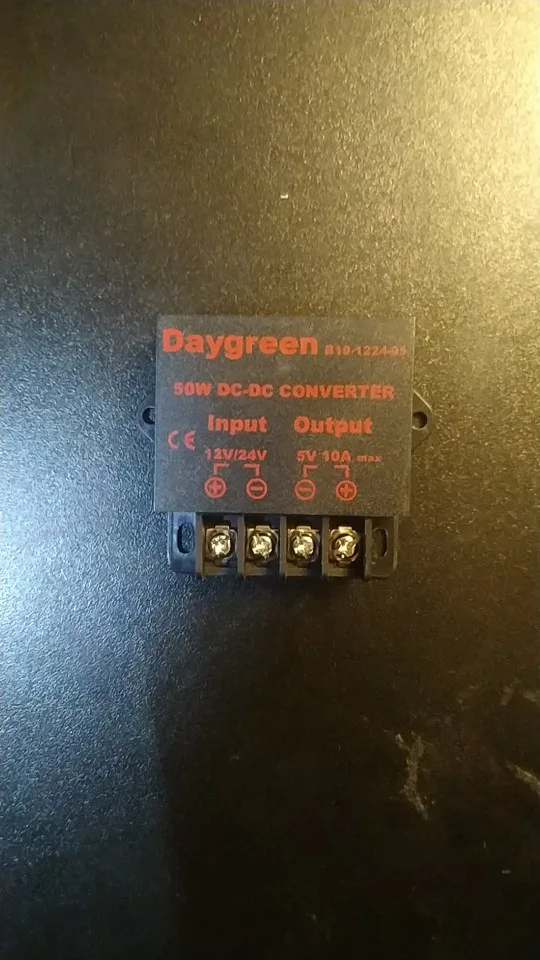 Daygreen B10-1224-05
50W DC-DC CONVERTER
Input Output
CE 12V/24V 5V 10A max
+ - - +